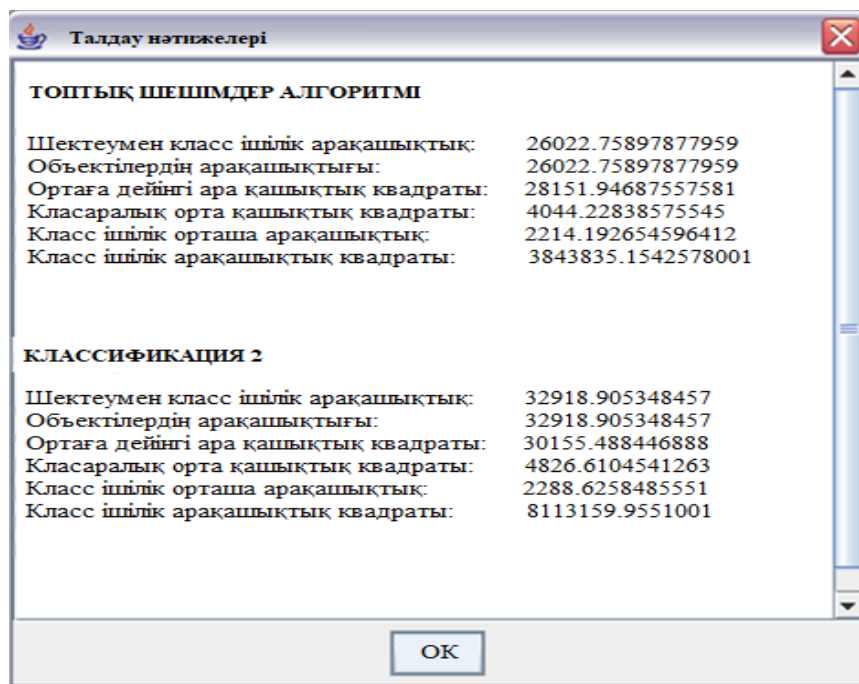 Талдау нәтижелері
ТОПТЫҚ ШЕШІМДЕР АЛГОРИТМІ
Шектеумен класс ішілік арақашықтық: 26022.75897877959
Объектілердің арақашықтығы: 26022.75897877959
Ортаға дейінгі ара қашықтық квадраты: 28151.94687557581
Класаралық орта қашықтық квадраты: 4044.22838575545
Класс ішілік орташа арақашықтық: 2214.192654596412
Класс ішілік арақашықтық квадраты: 3843835.1542578001
КЛАССИФИКАЦИЯ 2
Шектеумен класс ішілік арақашықтық: 32918.905348457
Объектілердің арақашықтығы: 32918.905348457
Ортаға дейінгі ара қашықтық квадраты: 30155.488446888
Класаралық орта қашықтық квадраты: 4826.6104541263
Класс ішілік орташа арақашықтық: 2288.6258485551
Класс ішілік арақашықтық квадраты: 8113159.9551001
OK